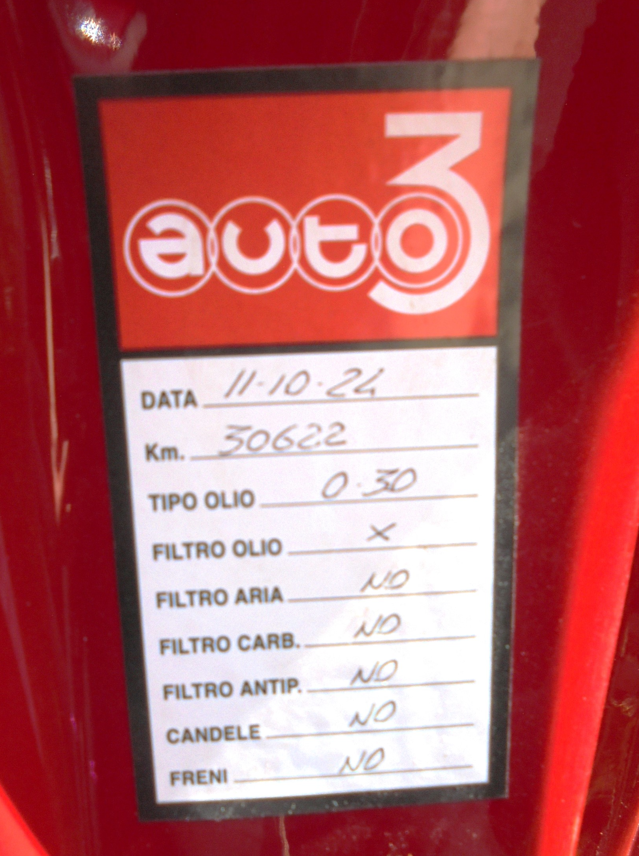 auto3
DATA 11-10-24
Km. 30622
TIPO OLIO 0-30
FILTRO OLIO X
FILTRO ARIA NO
FILTRO CARB. NO
FILTRO ANTIP. NO
CANDELE NO
FRENI NO